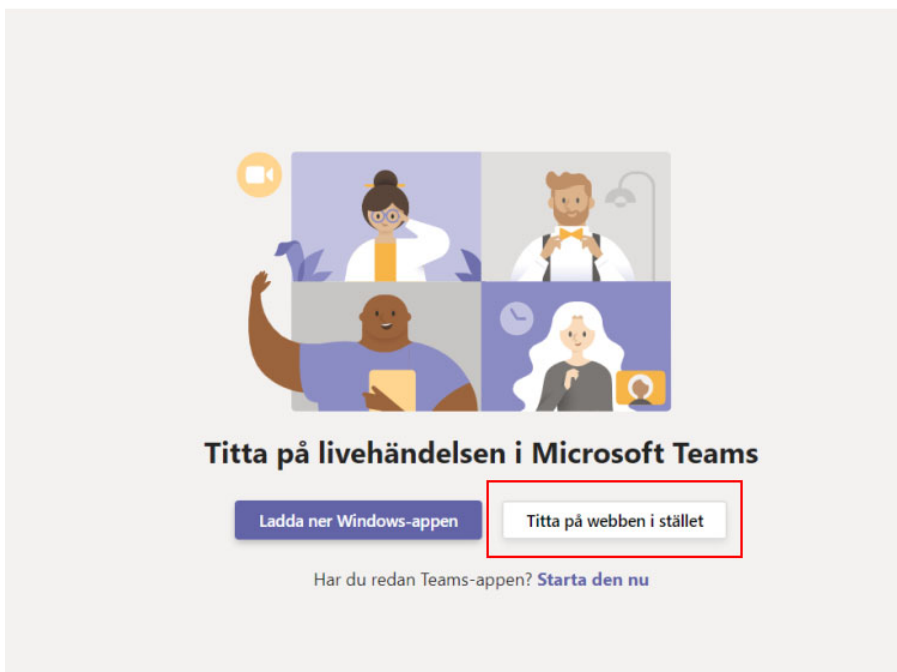 Titta på livehändelsen i Microsoft Teams
Ladda ner Windows-appen
Titta på webben i stället
Har du redan Teams-appen? Starta den nu